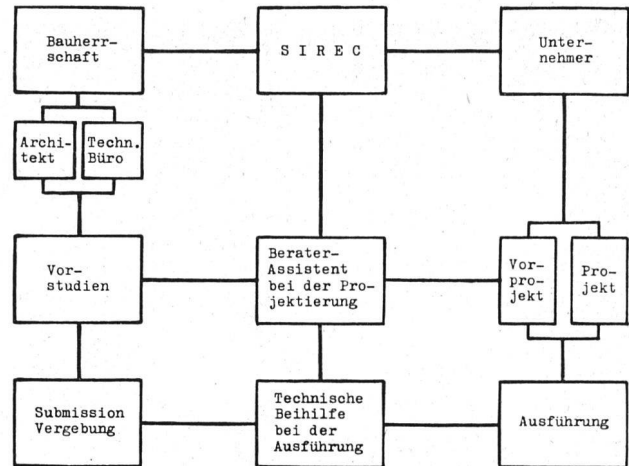 Bauherr-
schaft
S I R E C
Unter-
nehmer
Archi-
tekt
Techn.
Büro
Vor-
studien
Berater-
Assistent
bei der Pro-
jektierung
Vor-
pro-
jekt
Pro-
jekt
Submission
Vergebung
Technische
Beihilfe
bei der
Ausführung
Ausführung